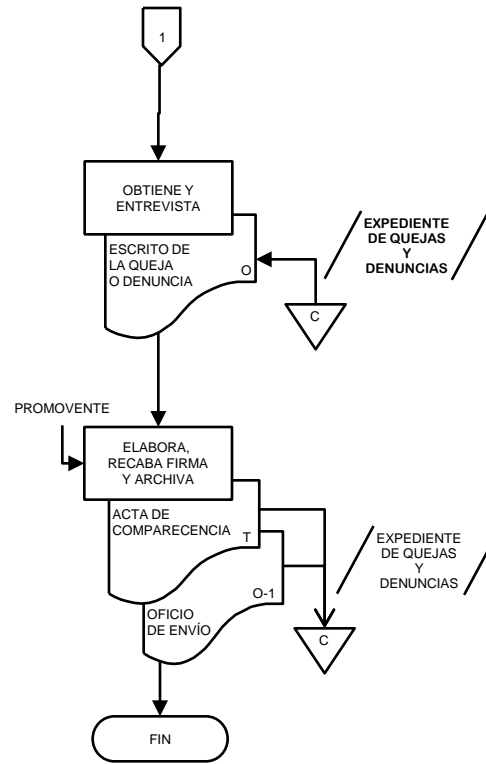 1
OBTIENE Y
ENTREVISTA
ESCRITO DE
LA QUEJA
O DENUNCIA
O
EXPEDIENTE
DE QUEJAS
Y
DENUNCIAS
C
PROMOVENTE
ELABORA,
RECABA FIRMA
Y ARCHIVA
ACTA DE
COMPARECENCIA
T
EXPEDIENTE
DE QUEJAS
Y
DENUNCIAS
OFICIO
DE ENVÍO
O-1
C
FIN